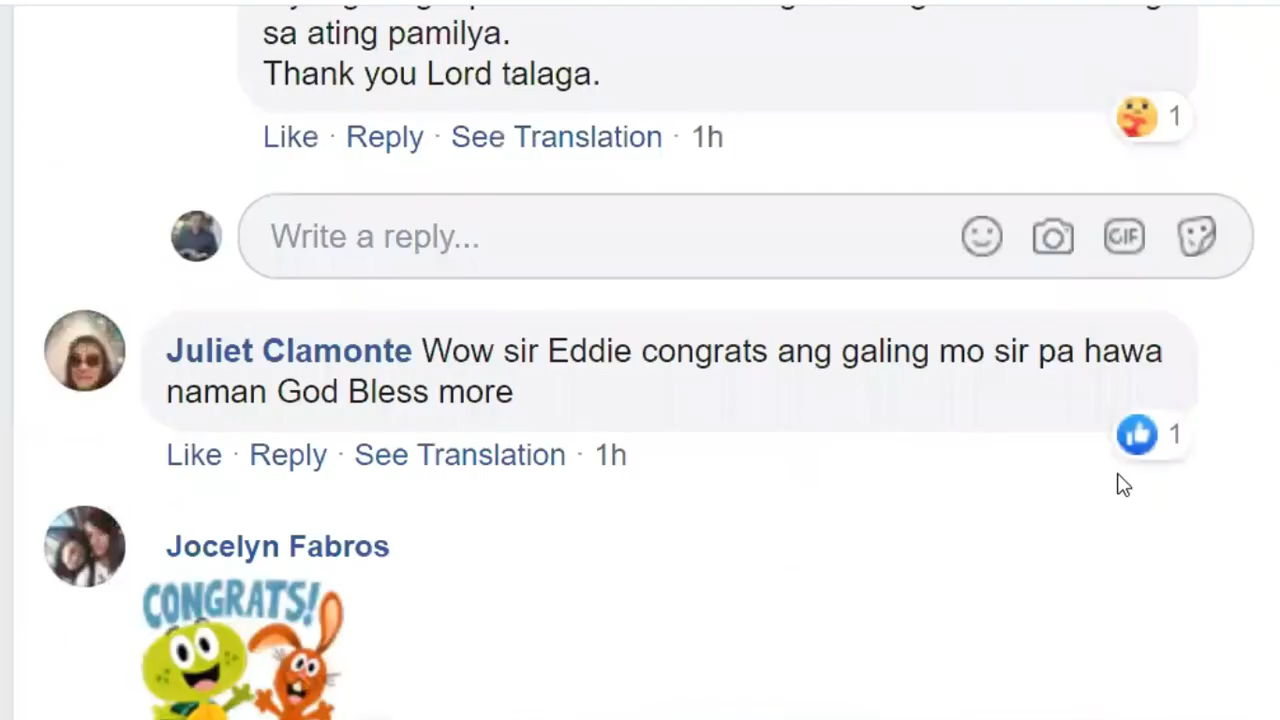 sa ating pamilya.
Thank you Lord talaga.
1
Like · Reply · See Translation · 1h
Write a reply...
GIF
Juliet Clamonte Wow sir Eddie congrats ang galing mo sir pa hawa
naman God Bless more
1
Like · Reply · See Translation · 1h
Jocelyn Fabros
CONGRATS!